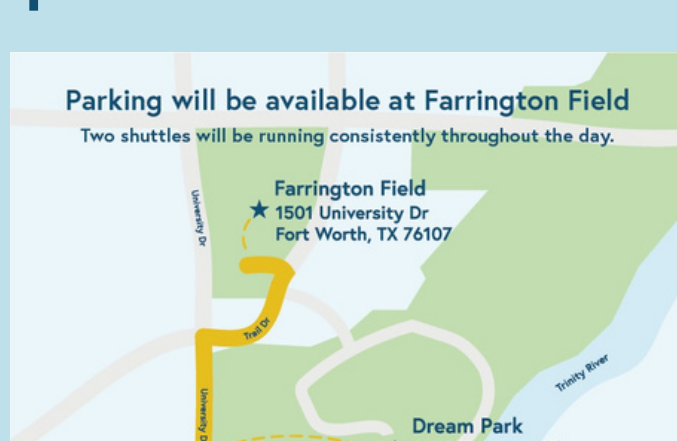 Parking will be available at Farrington Field
Two shuttles will be running consistently throughout the day.
University Dr
Farrington Field
1501 University Dr
Fort Worth, TX 76107
Trail Dr
Trinity River
University D
Dream Park